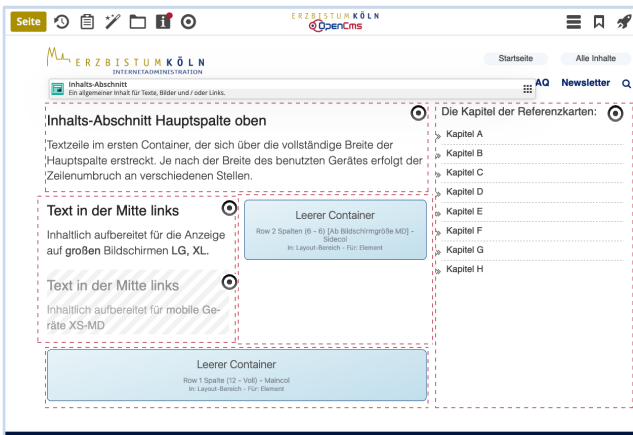 Seite
ERZBISTUM KÖLN
OpenCms
ERZBISTUM KÖLN
INTERNETADMINISTRATION
Startseite
Alle Inhalte
Inhalts-Abschnitt
Ein allgemeiner Inhalt für Texte, Bilder und / oder Links.
AQ
Newsletter
Inhalts-Abschnitt Hauptspalte oben
Textzeile im ersten Container, der sich über die vollständige Breite der
Hauptspalte erstreckt. Je nach der Breite des benutzten Gerätes erfolgt der
Zeilenumbruch an verschiedenen Stellen.
Text in der Mitte links
Inhaltlich aufbereitet für die Anzeige
auf großen Bildschirmen LG, XL.
Text in der Mitte links
Inhaltlich aufbereitet für mobile Ge-
räte XS-MD
Leerer Container
Row 2 Spalten (6 - 6) [Ab Bildschirmgröße MD] -
Sidecol
In: Layout-Bereich - Für: Element
Leerer Container
Row 1 Spalte (12 - Voll) - Maincol
In: Layout-Bereich - Für: Element
Die Kapitel der Referenzkarten:
Kapitel A
Kapitel B
Kapitel C
Kapitel D
Kapitel E
Kapitel F
Kapitel G
Kapitel H